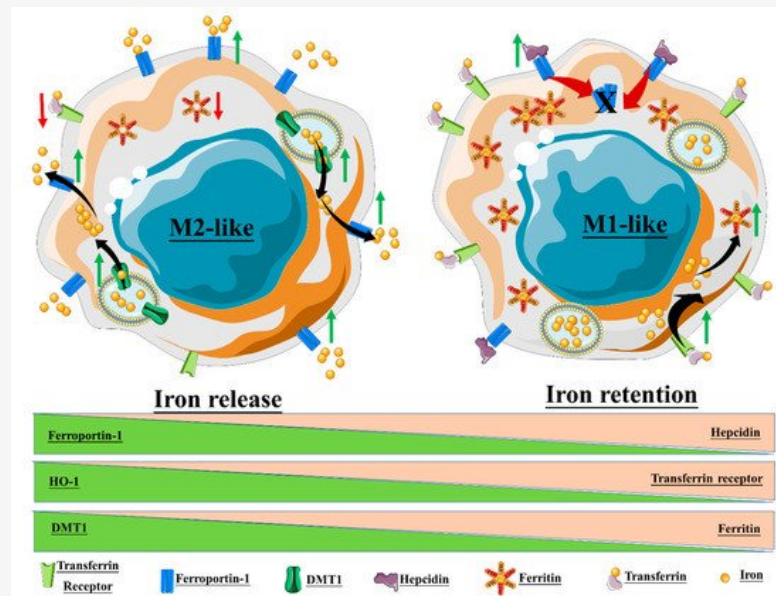 M2-like
M1-like
X
Iron release
Iron retention
Ferroportin-1
Hepcidin
HO-1
Transferrin receptor
DMT1
Ferritin
Transferrin
Receptor
Ferroportin-1
DMT1
Hepcidin
Ferritin
Transferrin
Iron